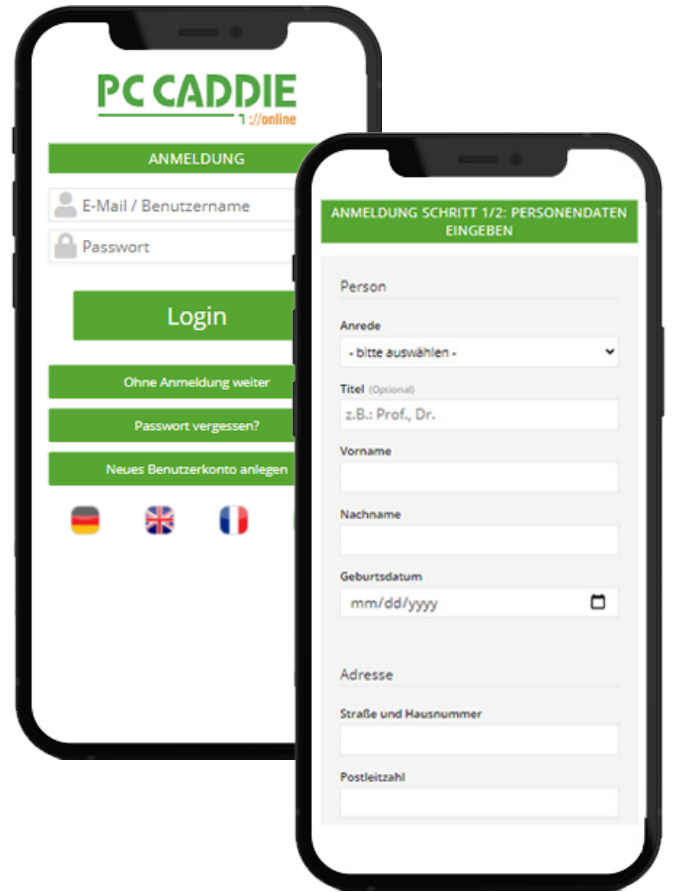 PC CADDIE
://online
ANMELDUNG
E-Mail / Benutzername
Passwort
Login
Ohne Anmeldung weiter
Passwort vergessen?
Neues Benutzerkonto anlegen
ANMELDUNG SCHRITT 1/2: PERSONENDATEN
EINGEBEN
Person
Anrede
- bitte auswählen -
Titel (Optional)
z.B.: Prof., Dr.
Vorname
Nachname
Geburtsdatum
mm/dd/yyyy
Adresse
Straße und Hausnummer
Postleitzahl